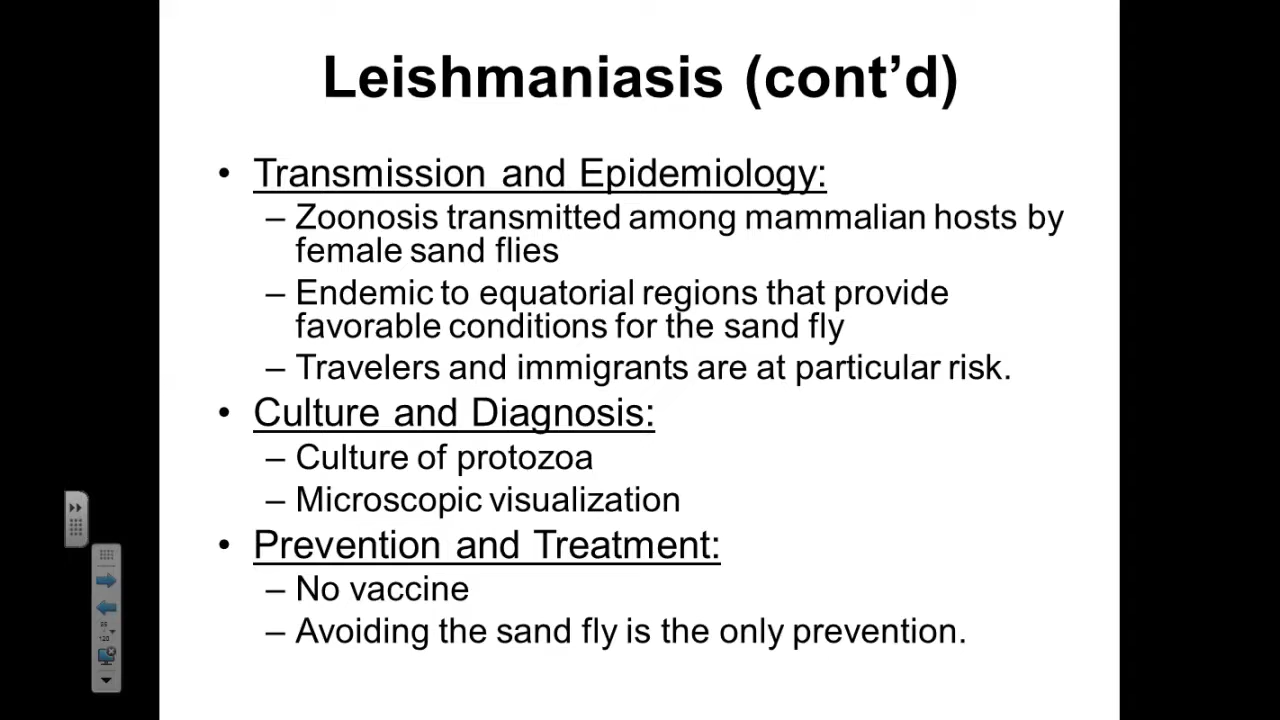 Leishmaniasis (cont’d)
• Transmission and Epidemiology:
– Zoonosis transmitted among mammalian hosts by
female sand flies
– Endemic to equatorial regions that provide
favorable conditions for the sand fly
– Travelers and immigrants are at particular risk.
• Culture and Diagnosis:
– Culture of protozoa
– Microscopic visualization
• Prevention and Treatment:
– No vaccine
– Avoiding the sand fly is the only prevention.